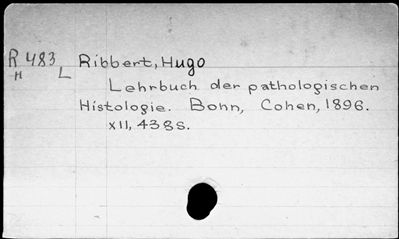 R 483 Ribbert, Hugo
H L
Lehrbuch der pathologischen
Histologie. Bonn, Cohen, 1896.
XII, 438 S.